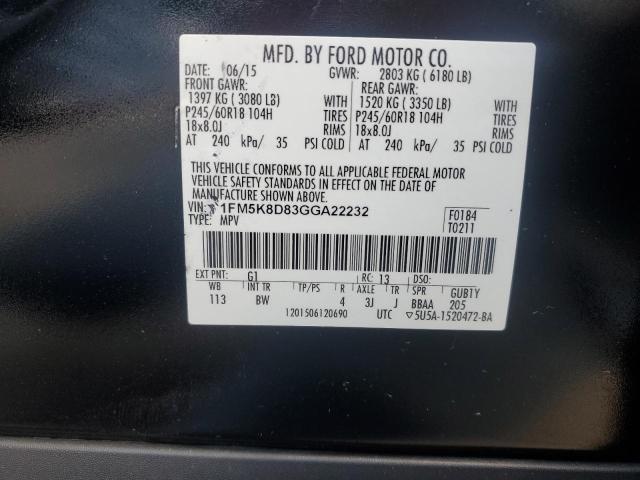 MFD. BY FORD MOTOR CO.
DATE: 06/15 GVWR: 2803 KG ( 6180 LB)
FRONT GAWR: REAR GAWR:
1397 KG ( 3080 LB) WITH 1520 KG ( 3350 LB) WITH
P245/60R18 104H TIRES P245/60R18 104H TIRES
18x8.0J RIMS 18x8.0J RIMS
AT 240 kPa/ 35 PSI COLD AT 240 kPa/ 35 PSI COLD
THIS VEHICLE CONFORMS TO ALL APPLICABLE FEDERAL MOTOR
VEHICLE SAFETY STANDARDS IN EFFECT ON THE DATE OF
MANUFACTURE SHOWN ABOVE.
VIN: 1FM5K8D83GGA22232 F0184
TYPE: MPV T0211
EXT PNT: G1 RC: 13 DSO:
WB INT TR TP/PS R AXLE TR SPR GUB1Y
113 BW 4 3J J BBAA 205
1201506120690 UTC ▽5U5A-1520472-BA